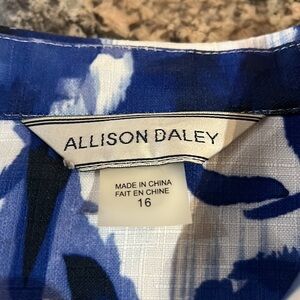 ALLISON DALEY
MADE IN CHINA
FAIT EN CHINE
16